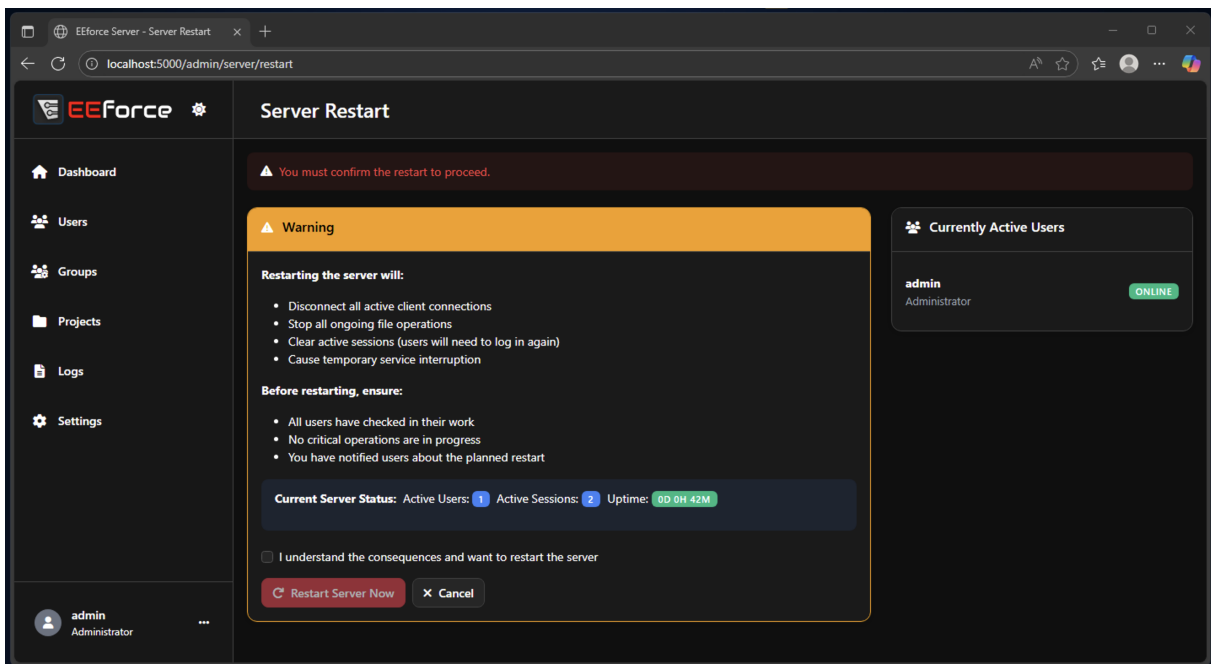 EEforce Server - Server Restart
localhost:5000/admin/server/restart
EEForce
Server Restart
Dashboard
Users
Groups
Projects
Logs
Settings
admin
Administrator
You must confirm the restart to proceed.
Warning
Restarting the server will:
• Disconnect all active client connections
• Stop all ongoing file operations
• Clear active sessions (users will need to log in again)
• Cause temporary service interruption
Before restarting, ensure:
• All users have checked in their work
• No critical operations are in progress
• You have notified users about the planned restart
Current Server Status: Active Users: 1 Active Sessions: 2 Uptime: 0D 0H 42M
I understand the consequences and want to restart the server
Restart Server Now
Cancel
Currently Active Users
admin
Administrator
ONLINE